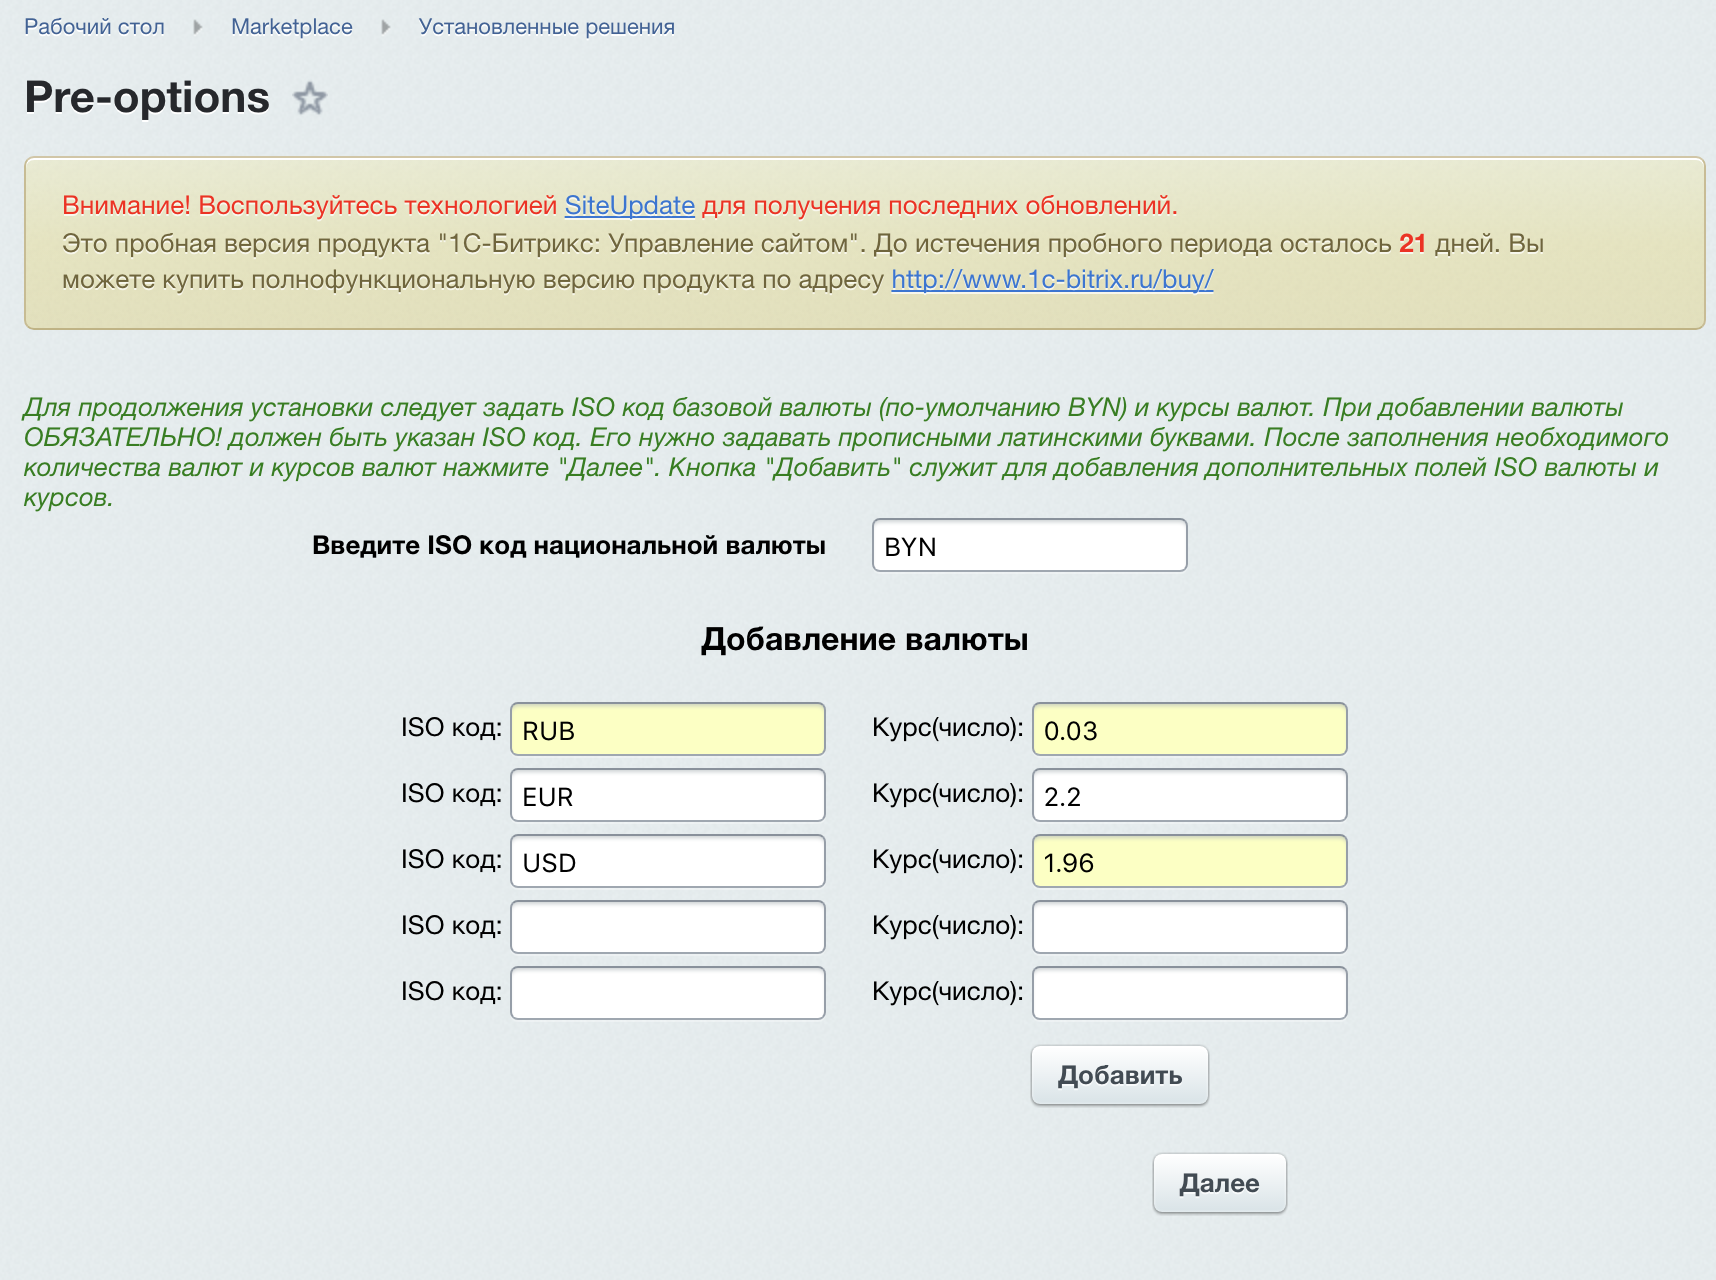 Рабочий стол Marketplace Установленные решения
Pre-options
Внимание! Воспользуйтесь технологией SiteUpdate для получения последних обновлений.
Это пробная версия продукта "1С-Битрикс: Управление сайтом". До истечения пробного периода осталось 21 дней. Вы
можете купить полнофункциональную версию продукта по адресу http://www.1c-bitrix.ru/buy/
Для продолжения установки следует задать ISO код базовой валюты (по-умолчанию BYN) и курсы валют. При добавлении валюты
ОБЯЗАТЕЛЬНО! должен быть указан ISO код. Его нужно задавать прописными латинскими буквами. После заполнения необходимого
количества валют и курсов валют нажмите "Далее". Кнопка "Добавить" служит для добавления дополнительных полей ISO валюты и
курсов.
Введите ISO код национальной валюты BYN
Добавление валюты
ISO код: RUB Курс(число): 0.03
ISO код: EUR Курс(число): 2.2
ISO код: USD Курс(число): 1.96
ISO код: Курс(число):
ISO код: Курс(число):
Добавить
Далее